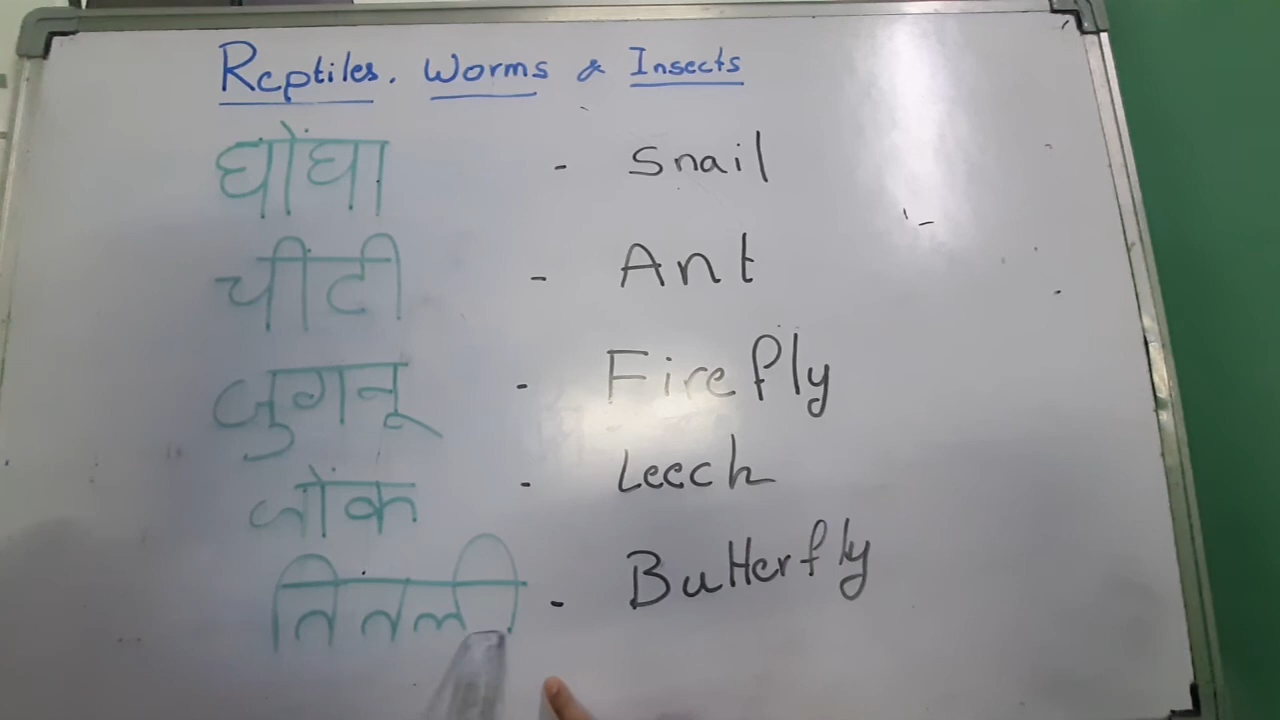 Reptiles. Worms & Insects
घोंघा - Snail
चींटी - Ant
जुगनू - Firefly
जोंक - Leech
तितली - Butterfly